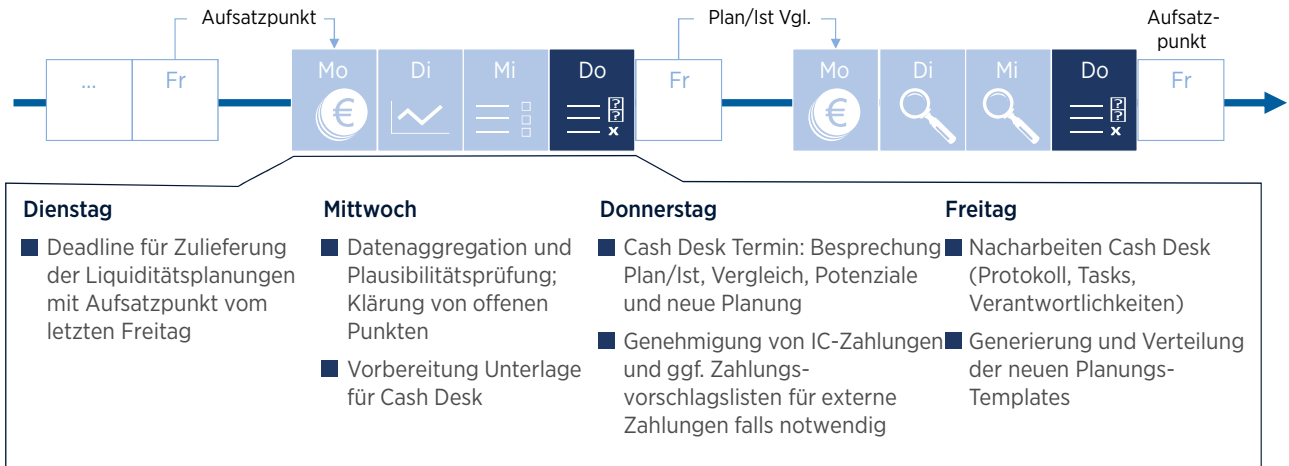 Aufsatzpunkt
Plan/Ist Vgl.
Aufsatz-
punkt
...
Fr
Mo
Di
Mi
Do
Fr
Mo
Di
Mi
Do
Fr
€
?
?
x
€
?
?
x
Dienstag
Deadline für Zulieferung
der Liquiditätsplanungen
mit Aufsatzpunkt vom
letzten Freitag
Mittwoch
Datenaggregation und
Plausibilitätsprüfung;
Klärung von offenen
Punkten
Vorbereitung Unterlage
für Cash Desk
Donnerstag
Cash Desk Termin: Besprechung
Plan/Ist, Vergleich, Potenziale
und neue Planung
Genehmigung von IC-Zahlungen
und ggf. Zahlungs-
vorschlagslisten für externe
Zahlungen falls notwendig
Freitag
Nacharbeiten Cash Desk
(Protokoll, Tasks,
Verantwortlichkeiten)
Generierung und Verteilung
der neuen Planungs-
Templates